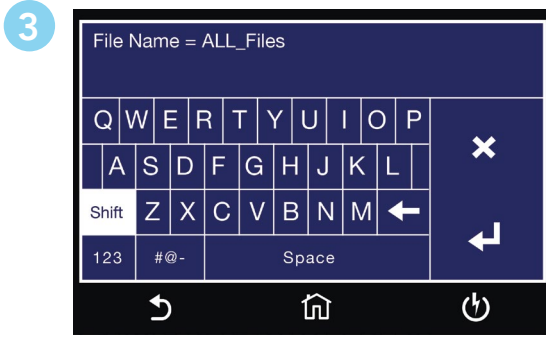 3
File Name = ALL_Files
Q W E R T Y U I O P
A S D F G H J K L
Shift Z X C V B N M
123 #@- Space